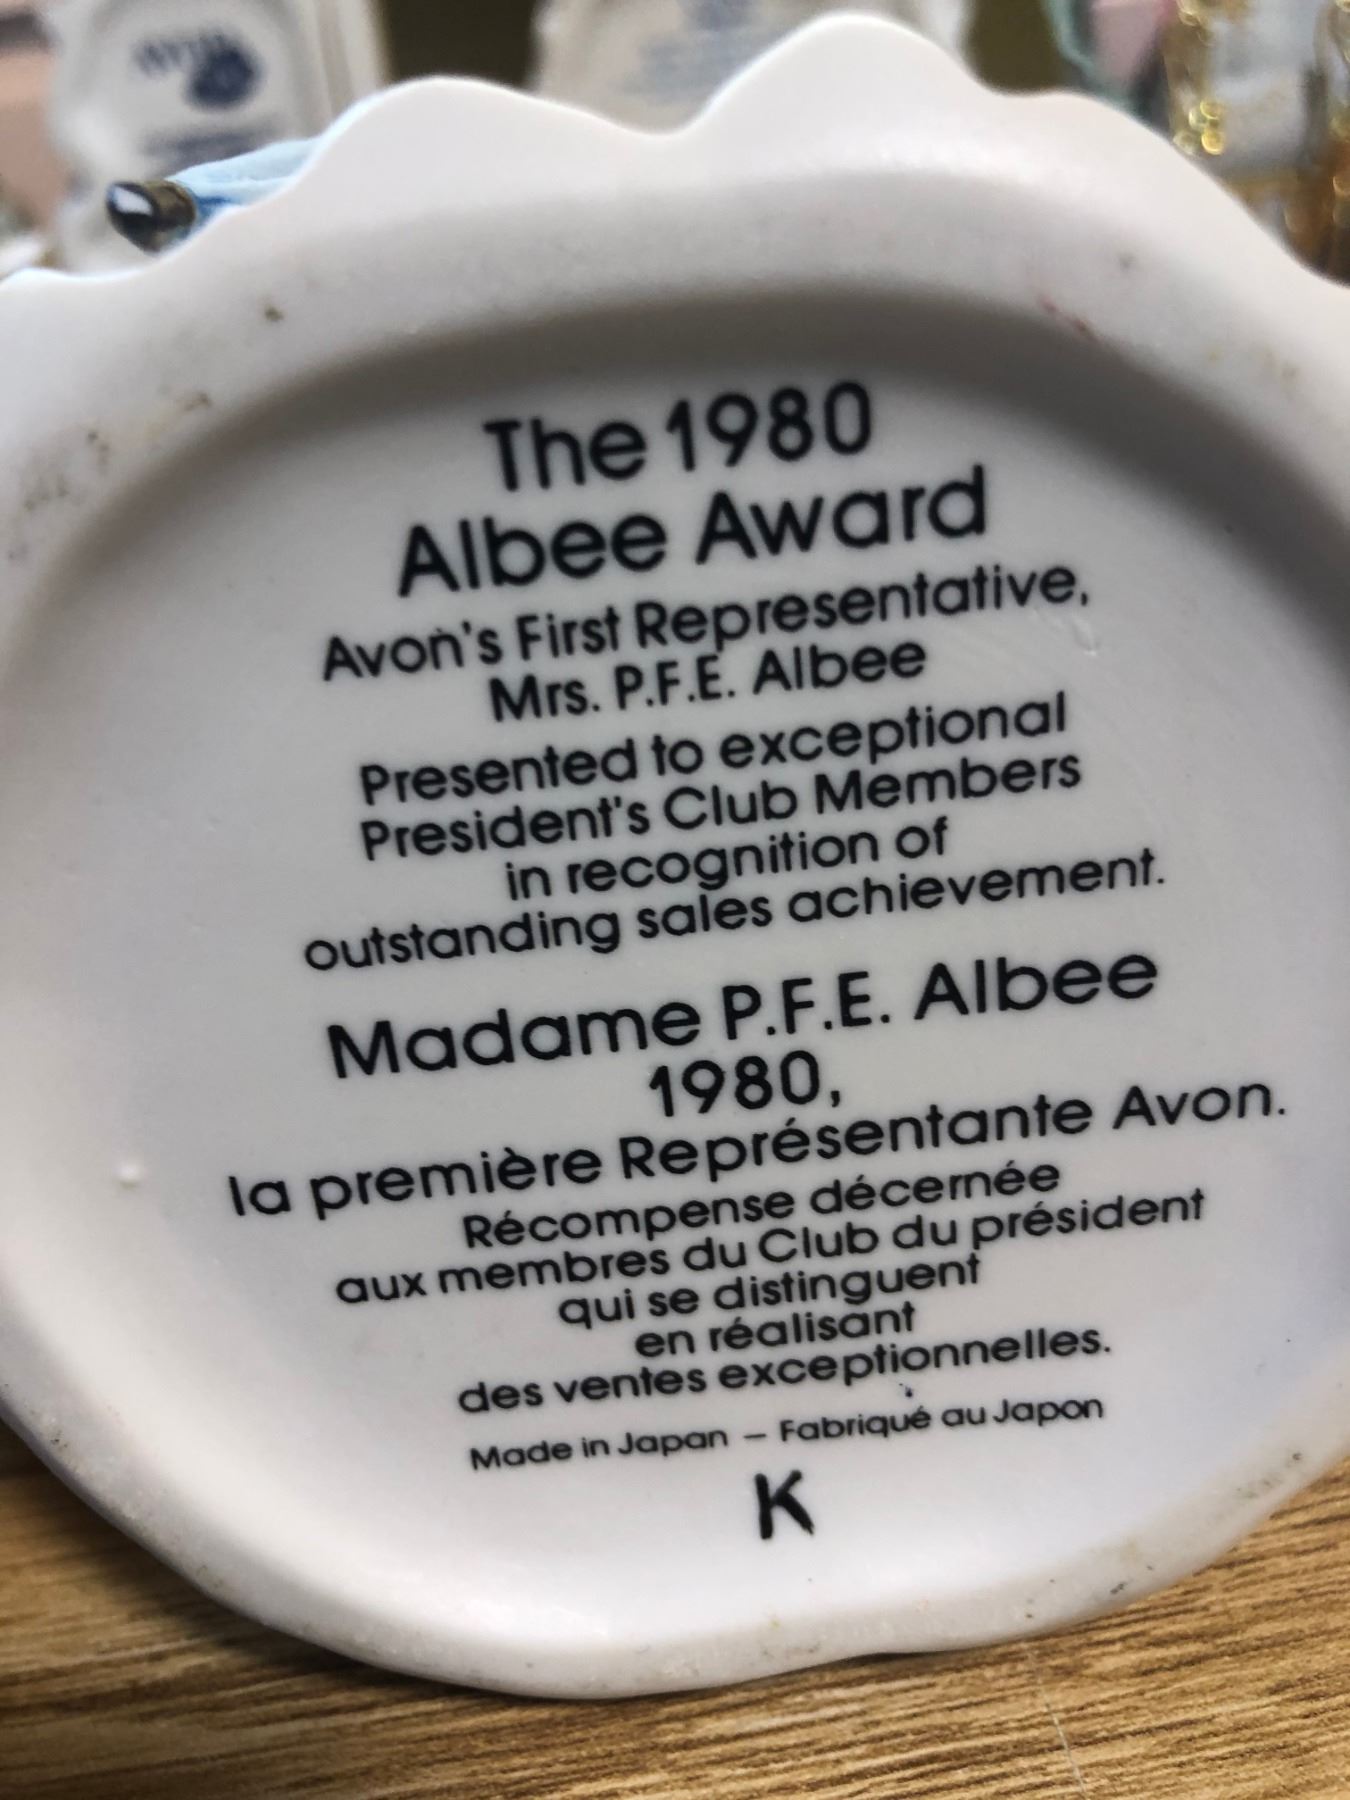 The 1980
Albee Award
Avon's First Representative,
Mrs. P.F.E. Albee
Presented to exceptional
President's Club Members
in recognition of
outstanding sales achievement.
Madame P.F.E. Albee
1980,
la première Représentante Avon.
Récompense décernée
aux membres du Club du président
qui se distinguent
en réalisant
des ventes exceptionnelles.
Made in Japan – Fabriqué au Japon
K